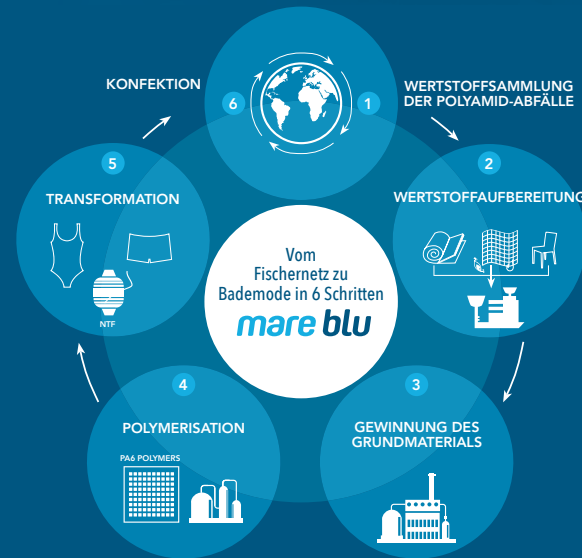 KONFEKTION
6
1
WERTSTOFFSAMMLUNG
DER POLYAMID-ABFÄLLE
5
TRANSFORMATION
NTF
2
WERTSTOFFAUFBEREITUNG
Vom
Fischernetz zu
Bademode in 6 Schritten
mare blu
4
POLYMERISATION
PA6 POLYMERS
3
GEWINNUNG DES
GRUNDMATERIALS